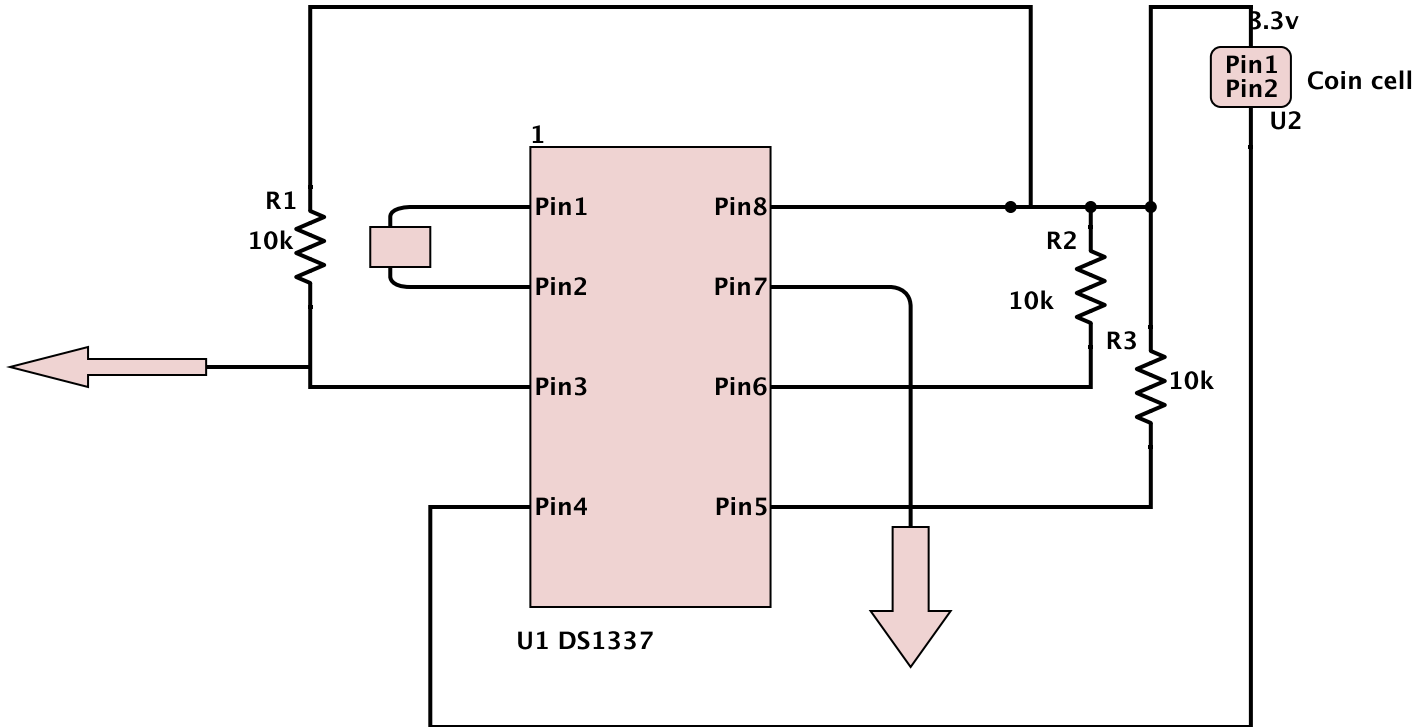 3.3v
Pin1
Pin2
Coin cell
U2
1
R1
10k
Pin1
Pin8
R2
10k
Pin2
Pin7
R3
10k
Pin3
Pin6
Pin4
Pin5
U1 DS1337